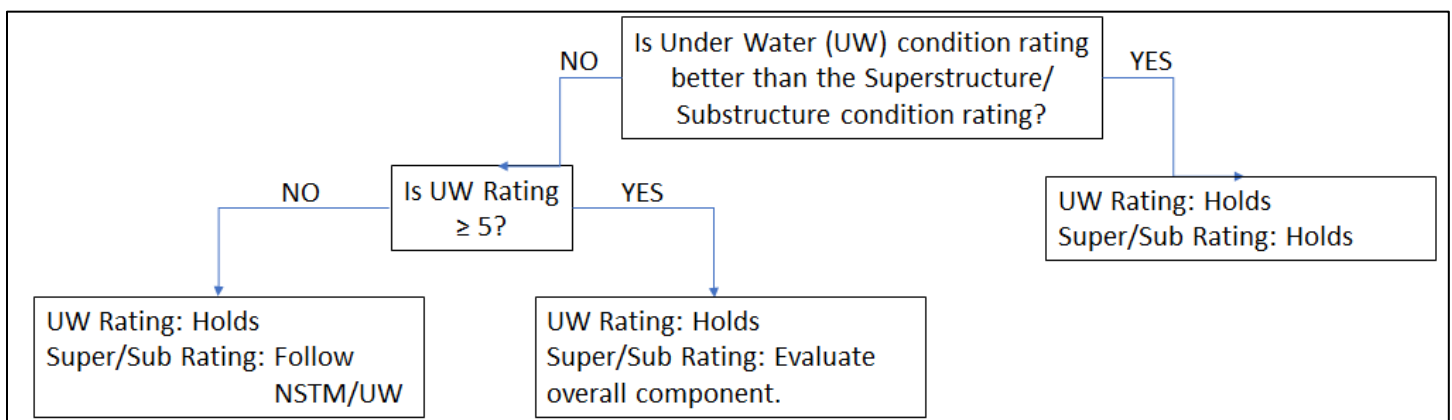 Is Under Water (UW) condition rating
better than the Superstructure/
Substructure condition rating?
NO
YES
Is UW Rating
≥ 5?
NO
YES
UW Rating: Holds
Super/Sub Rating: Holds
UW Rating: Holds
Super/Sub Rating: Follow
NSTM/UW
UW Rating: Holds
Super/Sub Rating: Evaluate
overall component.